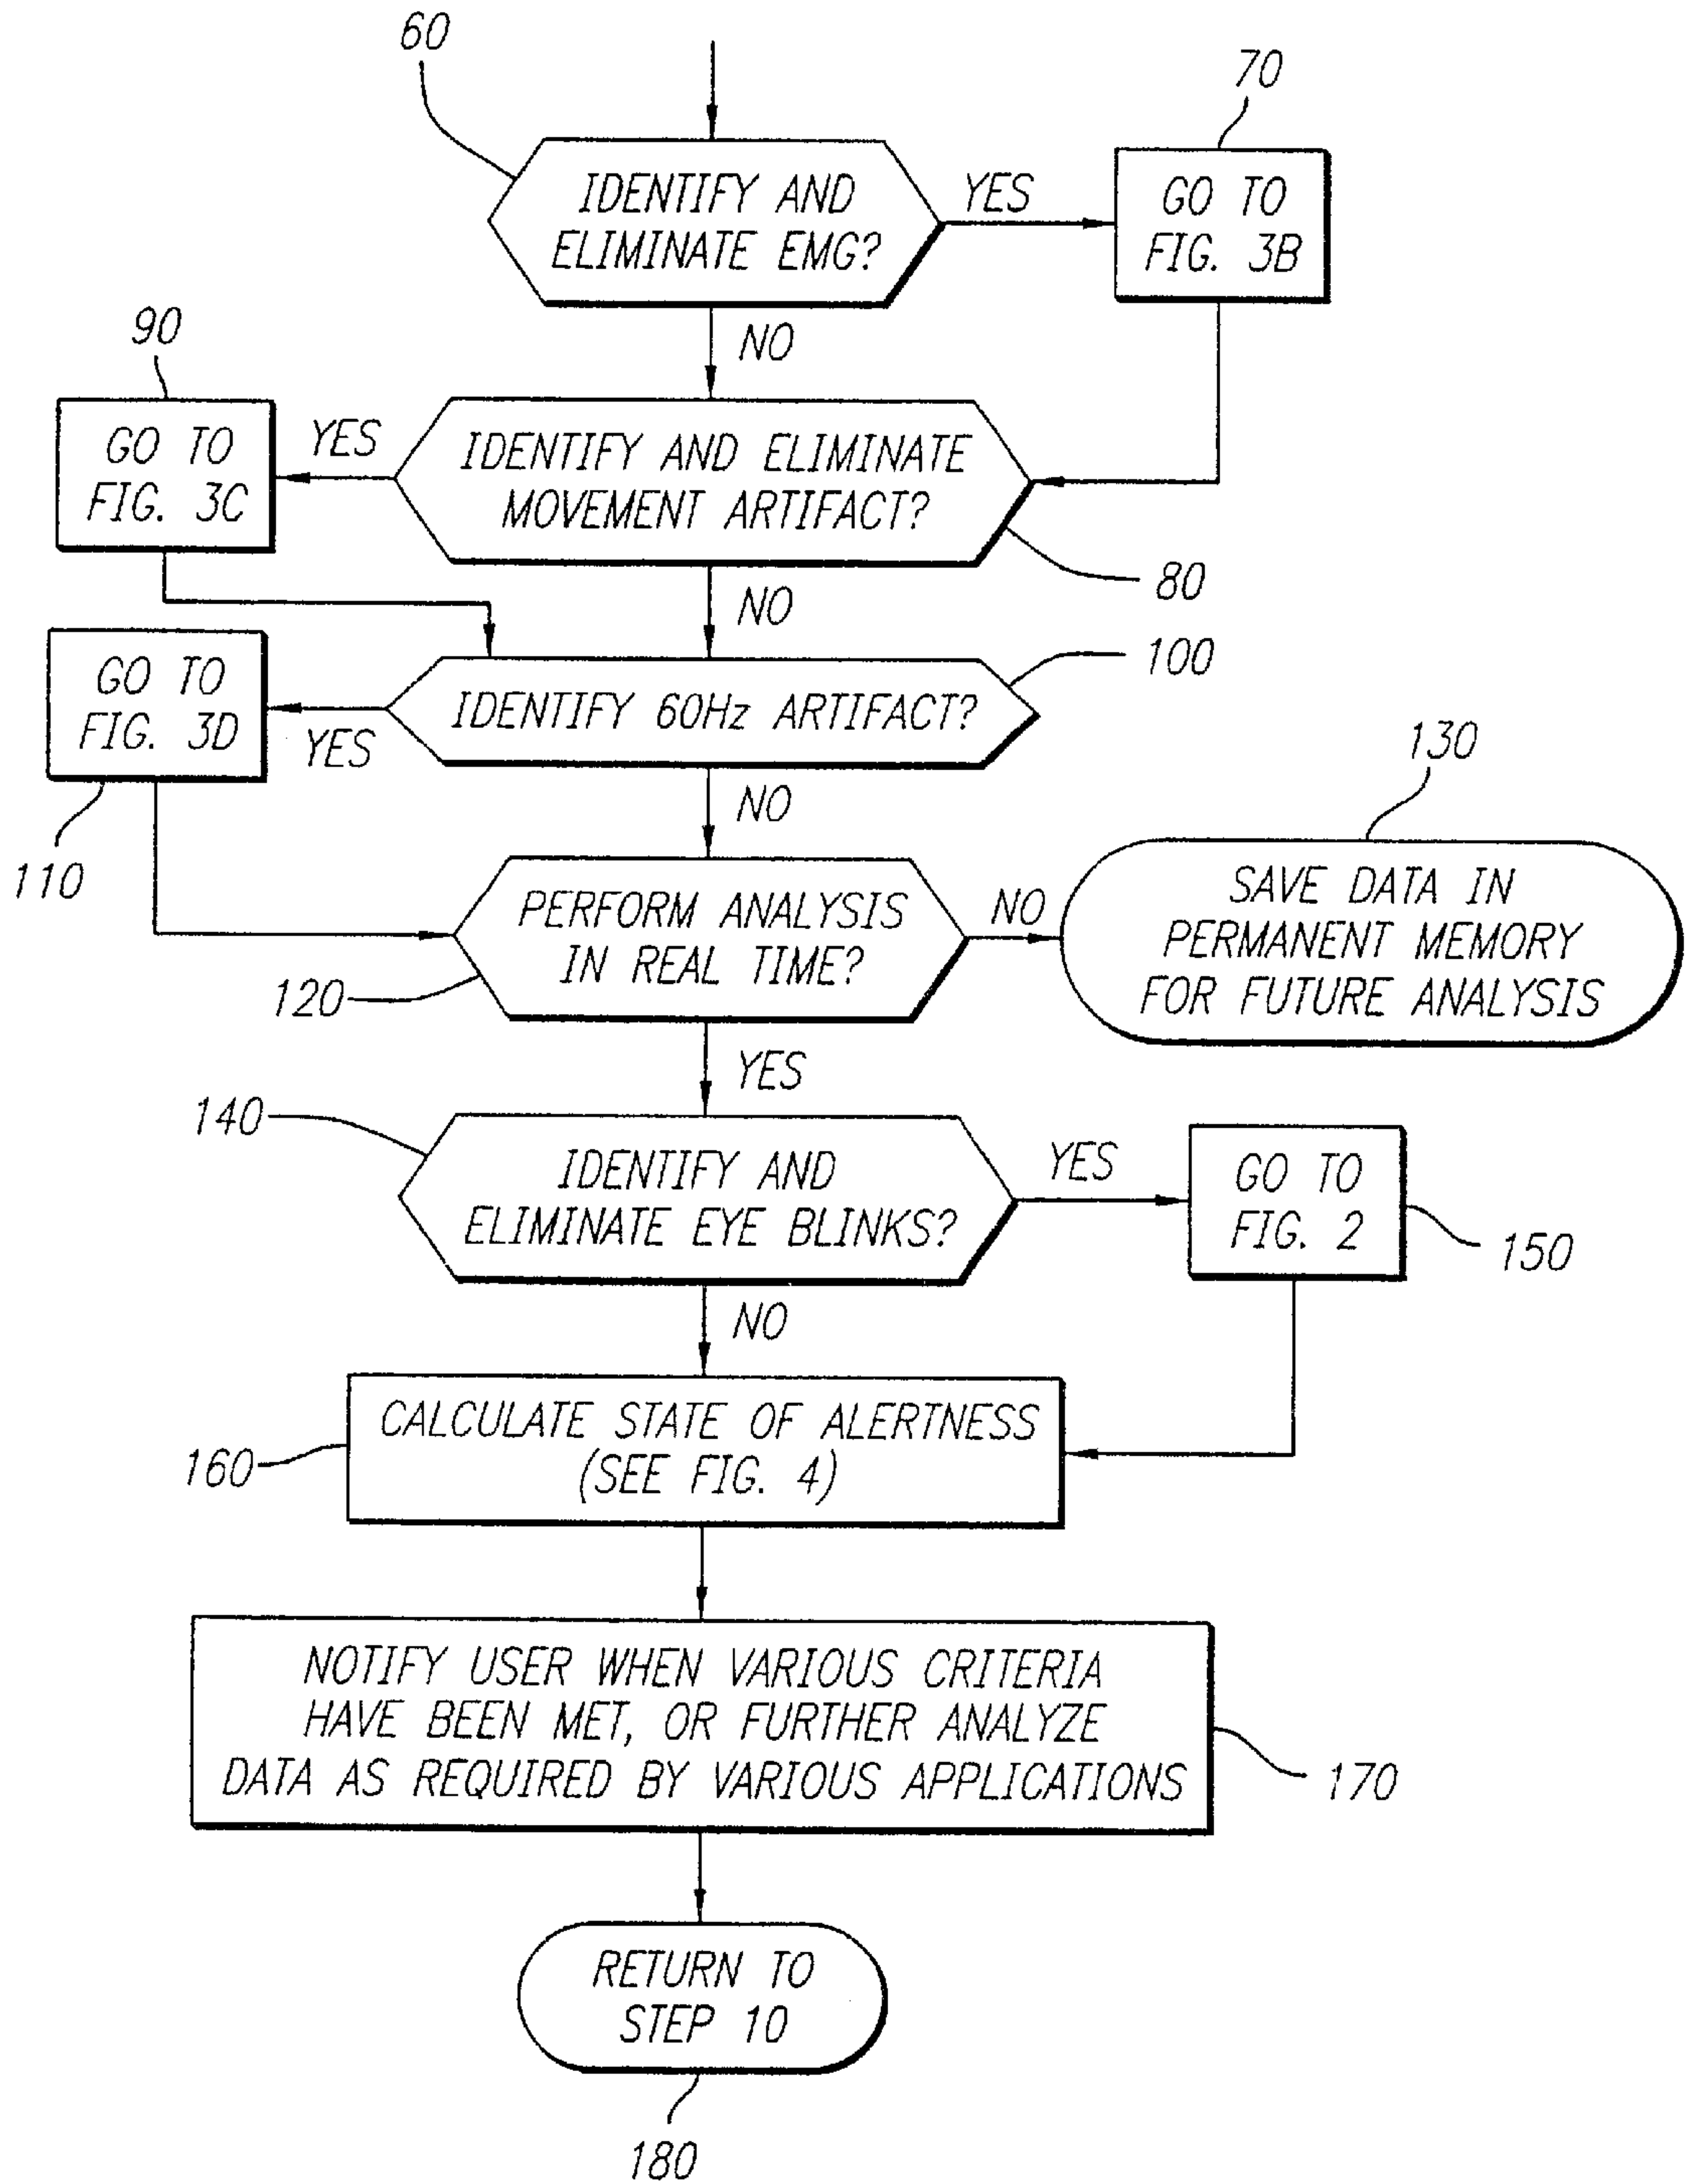 60
70
IDENTIFY AND
ELIMINATE EMG?
YES
GO TO
FIG. 3B
NO
90
GO TO
FIG. 3C
YES
IDENTIFY AND ELIMINATE
MOVEMENT ARTIFACT?
80
NO
100
GO TO
FIG. 3D
YES
IDENTIFY 60Hz ARTIFACT?
110
NO
130
PERFORM ANALYSIS
IN REAL TIME?
NO
SAVE DATA IN
PERMANENT MEMORY
FOR FUTURE ANALYSIS
120
YES
140
IDENTIFY AND
ELIMINATE EYE BLINKS?
YES
GO TO
FIG. 2
150
NO
CALCULATE STATE OF ALERTNESS
(SEE FIG. 4)
160
NOTIFY USER WHEN VARIOUS CRITERIA
HAVE BEEN MET, OR FURTHER ANALYZE
DATA AS REQUIRED BY VARIOUS APPLICATIONS
170
RETURN TO
STEP 10
180